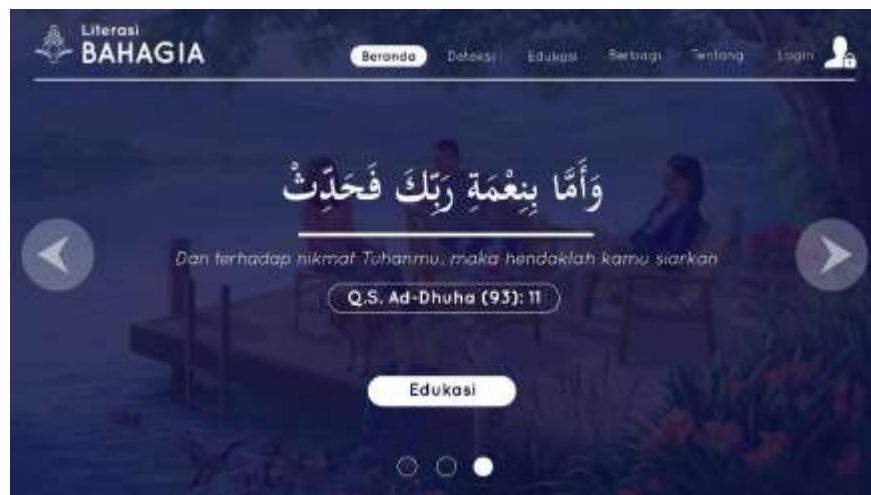 Literasi
BAHAGIA
Beranda Deteksi Edukasi Berbagi Tentang Login
وَأَمَّا بِنِعْمَةِ رَبِّكَ فَحَدِّثْ
Dan terhadap nikmat Tuhanmu, maka hendaklah kamu siarkan
Q.S. Ad-Dhuha (93): 11
Edukasi